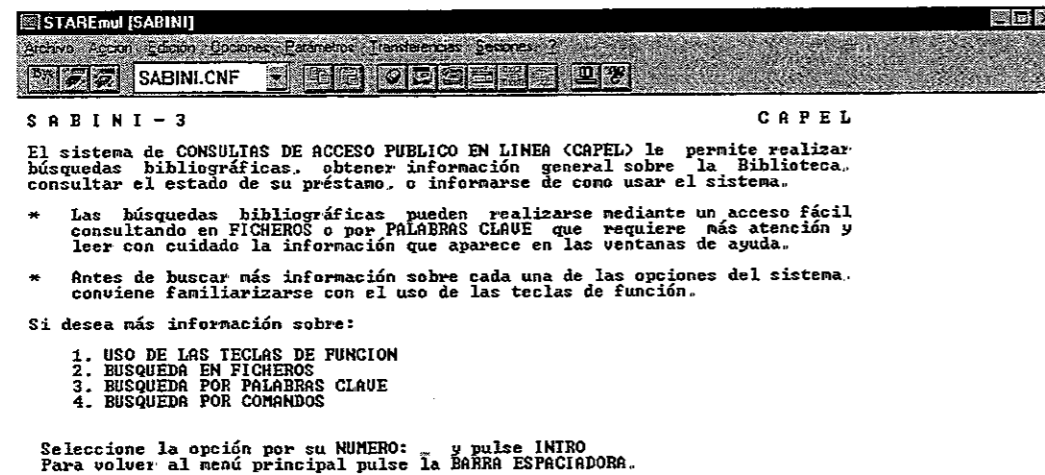 STAREmul [SABINI]
Archivo Acción Edición Opciones Parámetros Transferencias Sesiones ?
SABINI.CNF
S A B I N I - 3 C A P E L
El sistema de CONSULTAS DE ACCESO PUBLICO EN LINEA (CAPEL) le permite realizar
búsquedas bibliográficas, obtener información general sobre la Biblioteca,
consultar el estado de su préstamo, o informarse de como usar el sistema.
* Las búsquedas bibliográficas pueden realizarse mediante un acceso fácil
consultando en FICHEROS o por PALABRAS CLAVE que requiere más atención y
leer con cuidado la información que aparece en las ventanas de ayuda.
* Antes de buscar más información sobre cada una de las opciones del sistema,
conviene familiarizarse con el uso de las teclas de función.
Si desea más información sobre:
1. USO DE LAS TECLAS DE FUNCION
2. BUSQUEDA EN FICHEROS
3. BUSQUEDA POR PALABRAS CLAVE
4. BUSQUEDA POR COMANDOS
Seleccione la opción por su NUMERO: _ y pulse INTRO
Para volver al menú principal pulse la BARRA ESPACIADORA.